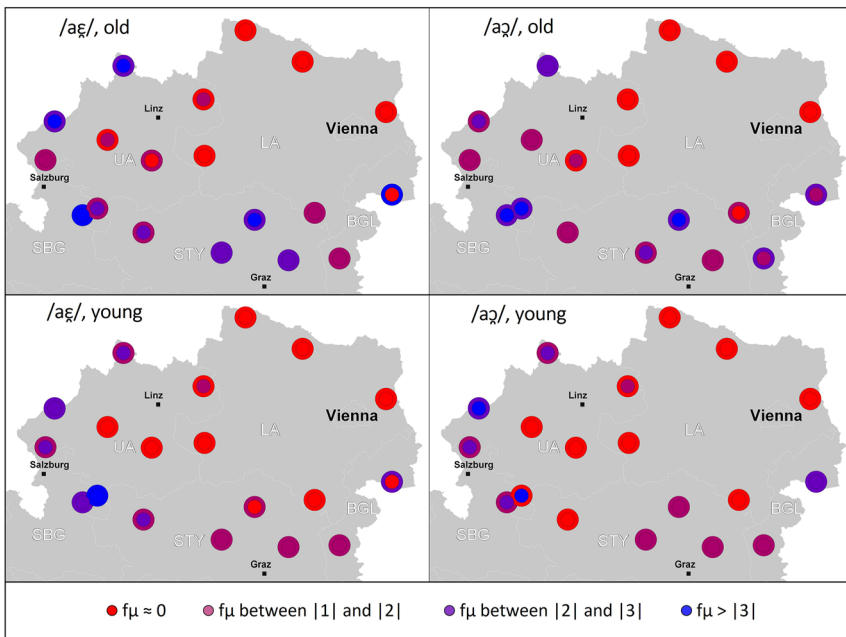 /aɛ̯/, old
Linz
Vienna
LA
UA
Salzburg
SBG
STY
BGL
Graz
/aɔ̯/, old
Linz
Vienna
LA
UA
Salzburg
SBG
STY
BGL
Graz
/aɛ̯/, young
Linz
Vienna
LA
UA
Salzburg
SBG
STY
BGL
Graz
/aɔ̯/, young
Linz
Vienna
LA
UA
Salzburg
SBG
STY
BGL
Graz
fμ ≈ 0 fμ between |1| and |2| fμ between |2| and |3| fμ > |3|